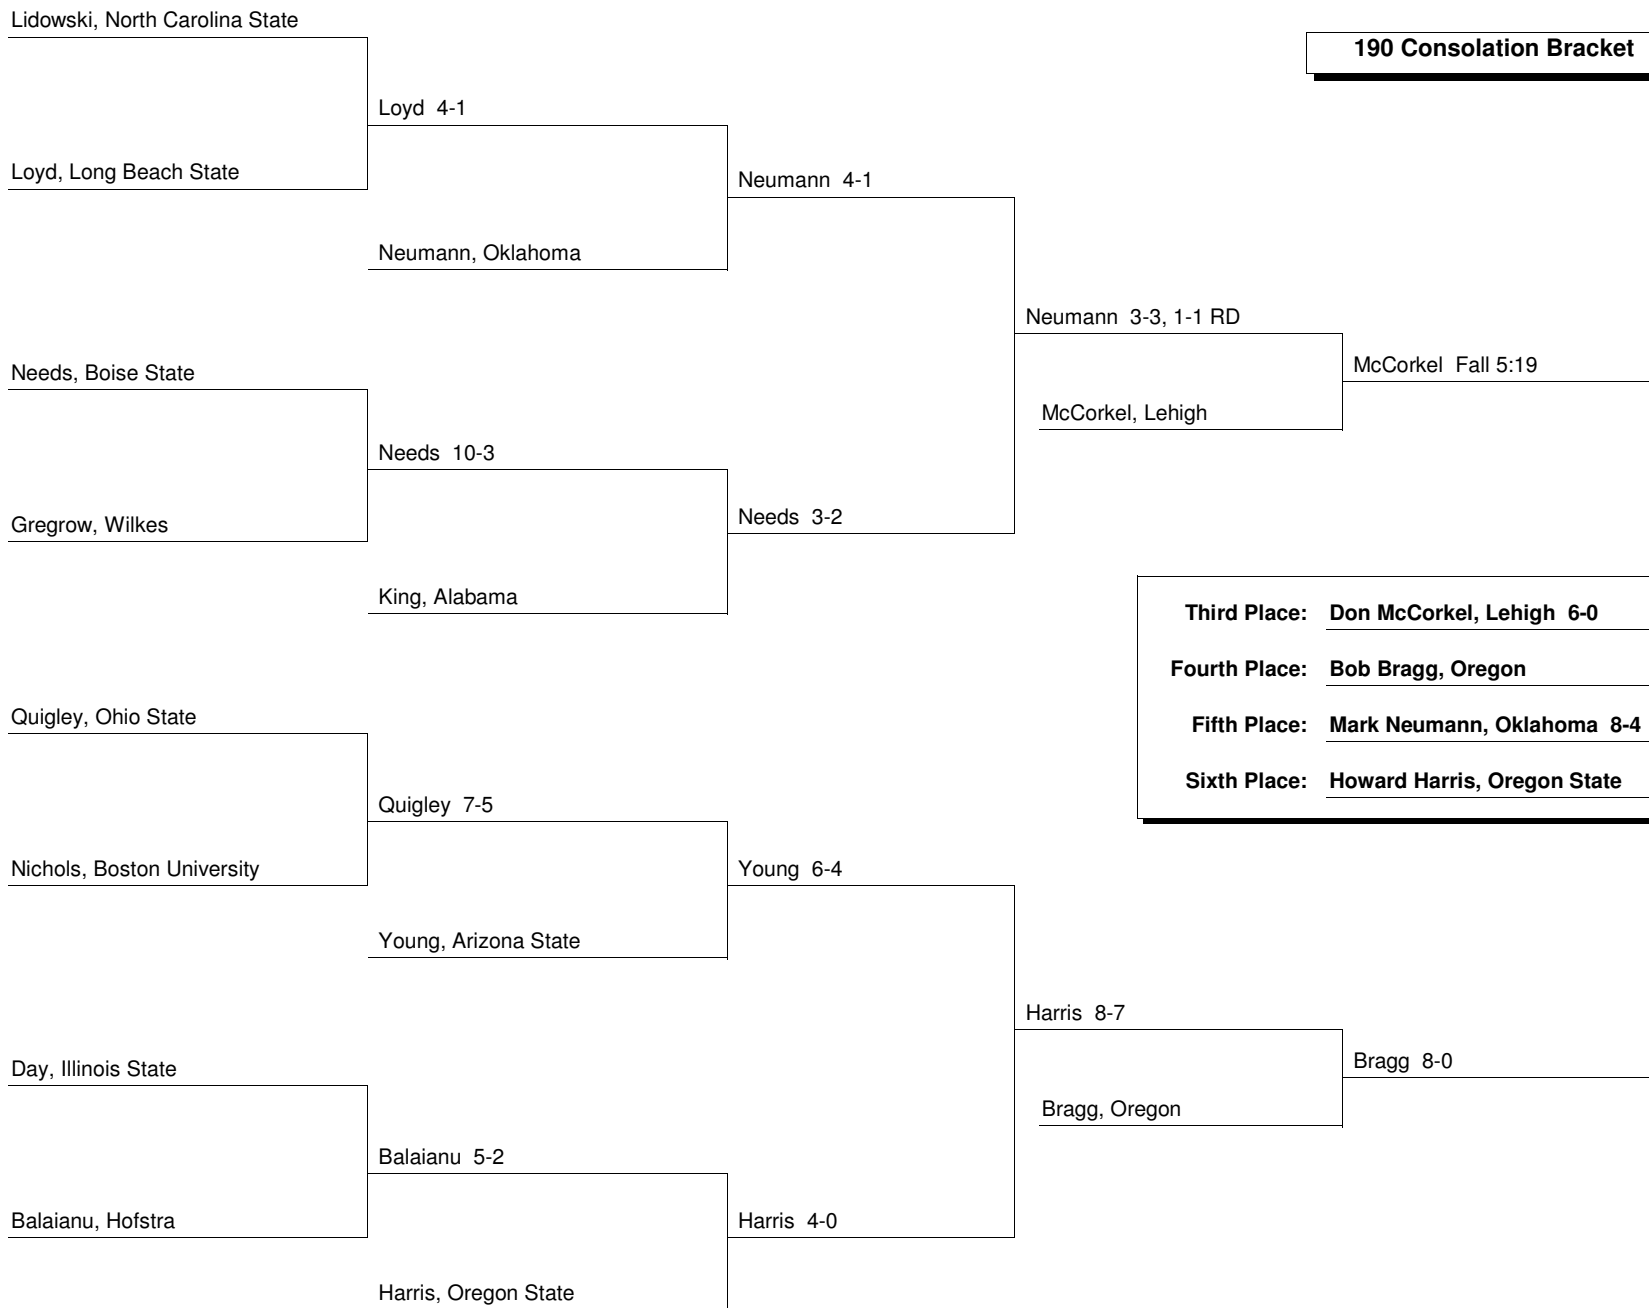 Lidowski, North Carolina State
190 Consolation Bracket
Loyd 4-1
Loyd, Long Beach State
Neumann 4-1
Neumann, Oklahoma
Neumann 3-3, 1-1 RD
McCorkel Fall 5:19
Needs, Boise State
McCorkel, Lehigh
Needs 10-3
Needs 3-2
Gregrow, Wilkes
King, Alabama
Third Place: Don McCorkel, Lehigh 6-0
Fourth Place: Bob Bragg, Oregon
Fifth Place: Mark Neumann, Oklahoma 8-4
Sixth Place: Howard Harris, Oregon State
Quigley, Ohio State
Quigley 7-5
Nichols, Boston University
Young 6-4
Young, Arizona State
Harris 8-7
Day, Illinois State
Bragg 8-0
Bragg, Oregon
Balaianu 5-2
Balaianu, Hofstra
Harris 4-0
Harris, Oregon State